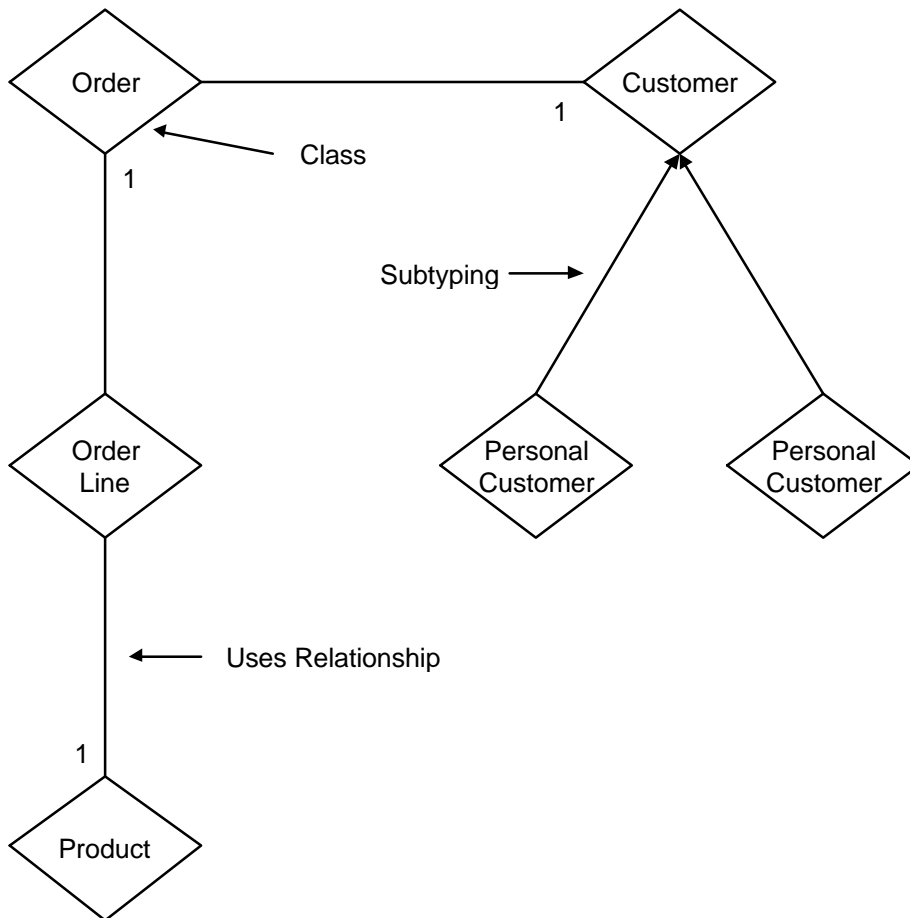 Order
Customer
1
Class
1
Subtyping
Order
Line
Personal
Customer
Personal
Customer
Uses Relationship
1
Product